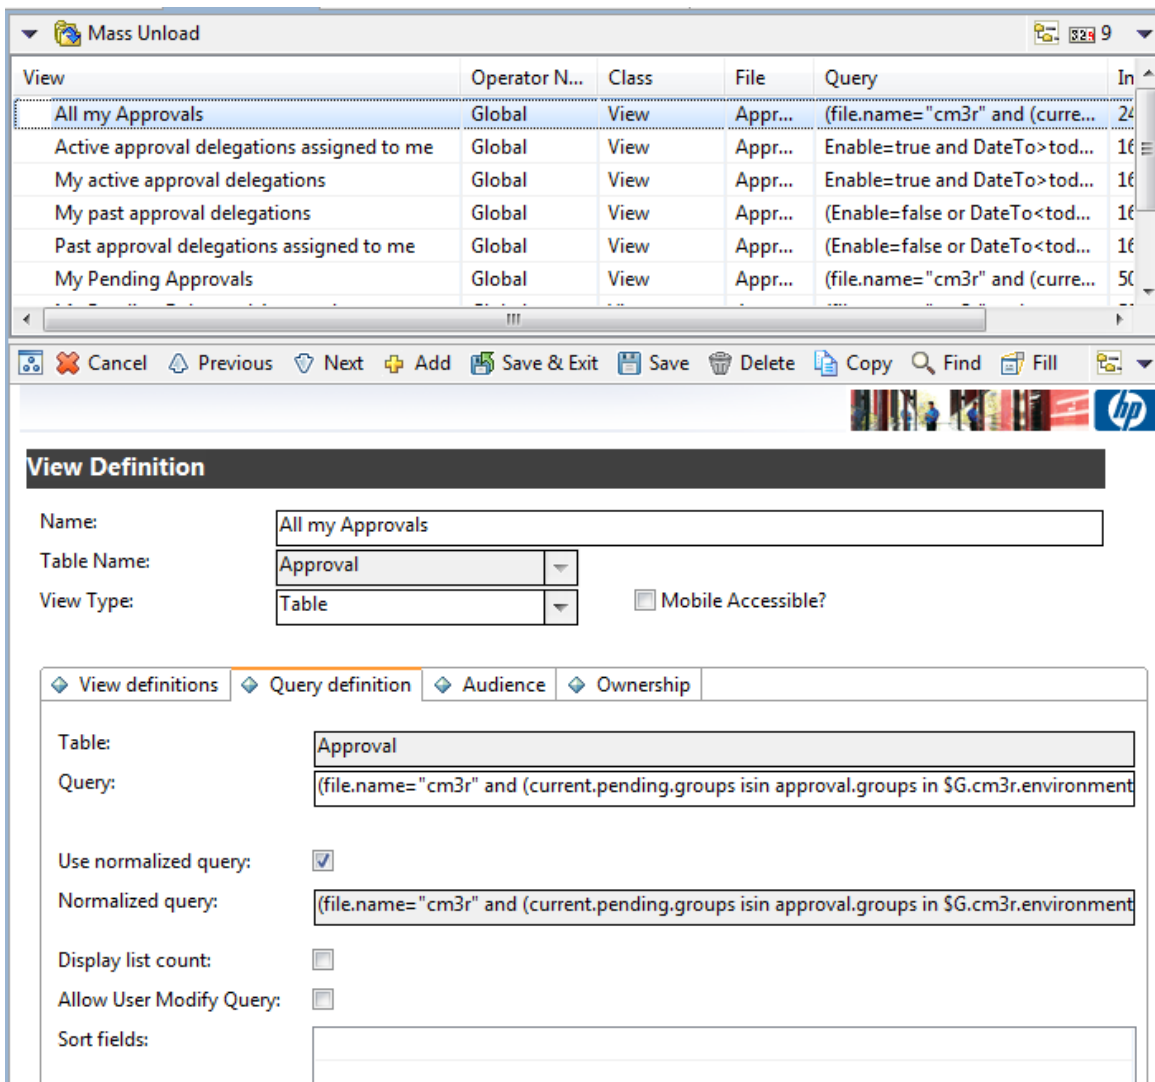 Mass Unload 9
View Operator N... Class File Query In
All my Approvals Global View Appr... (file.name="cm3r" and (curre... 24
Active approval delegations assigned to me Global View Appr... Enable=true and DateTo>tod... 16
My active approval delegations Global View Appr... Enable=true and DateTo>tod... 16
My past approval delegations Global View Appr... (Enable=false or DateTo<tod... 16
Past approval delegations assigned to me Global View Appr... (Enable=false or DateTo<tod... 16
My Pending Approvals Global View Appr... (file.name="cm3r" and (curre... 50
Cancel Previous Next Add Save & Exit Save Delete Copy Find Fill
hp
View Definition
Name: All my Approvals
Table Name: Approval
View Type: Table Mobile Accessible?
View definitions Query definition Audience Ownership
Table: Approval
Query: (file.name="cm3r" and (current.pending.groups isin approval.groups in $G.cm3r.environment
Use normalized query:
Normalized query: (file.name="cm3r" and (current.pending.groups isin approval.groups in $G.cm3r.environment
Display list count:
Allow User Modify Query:
Sort fields: